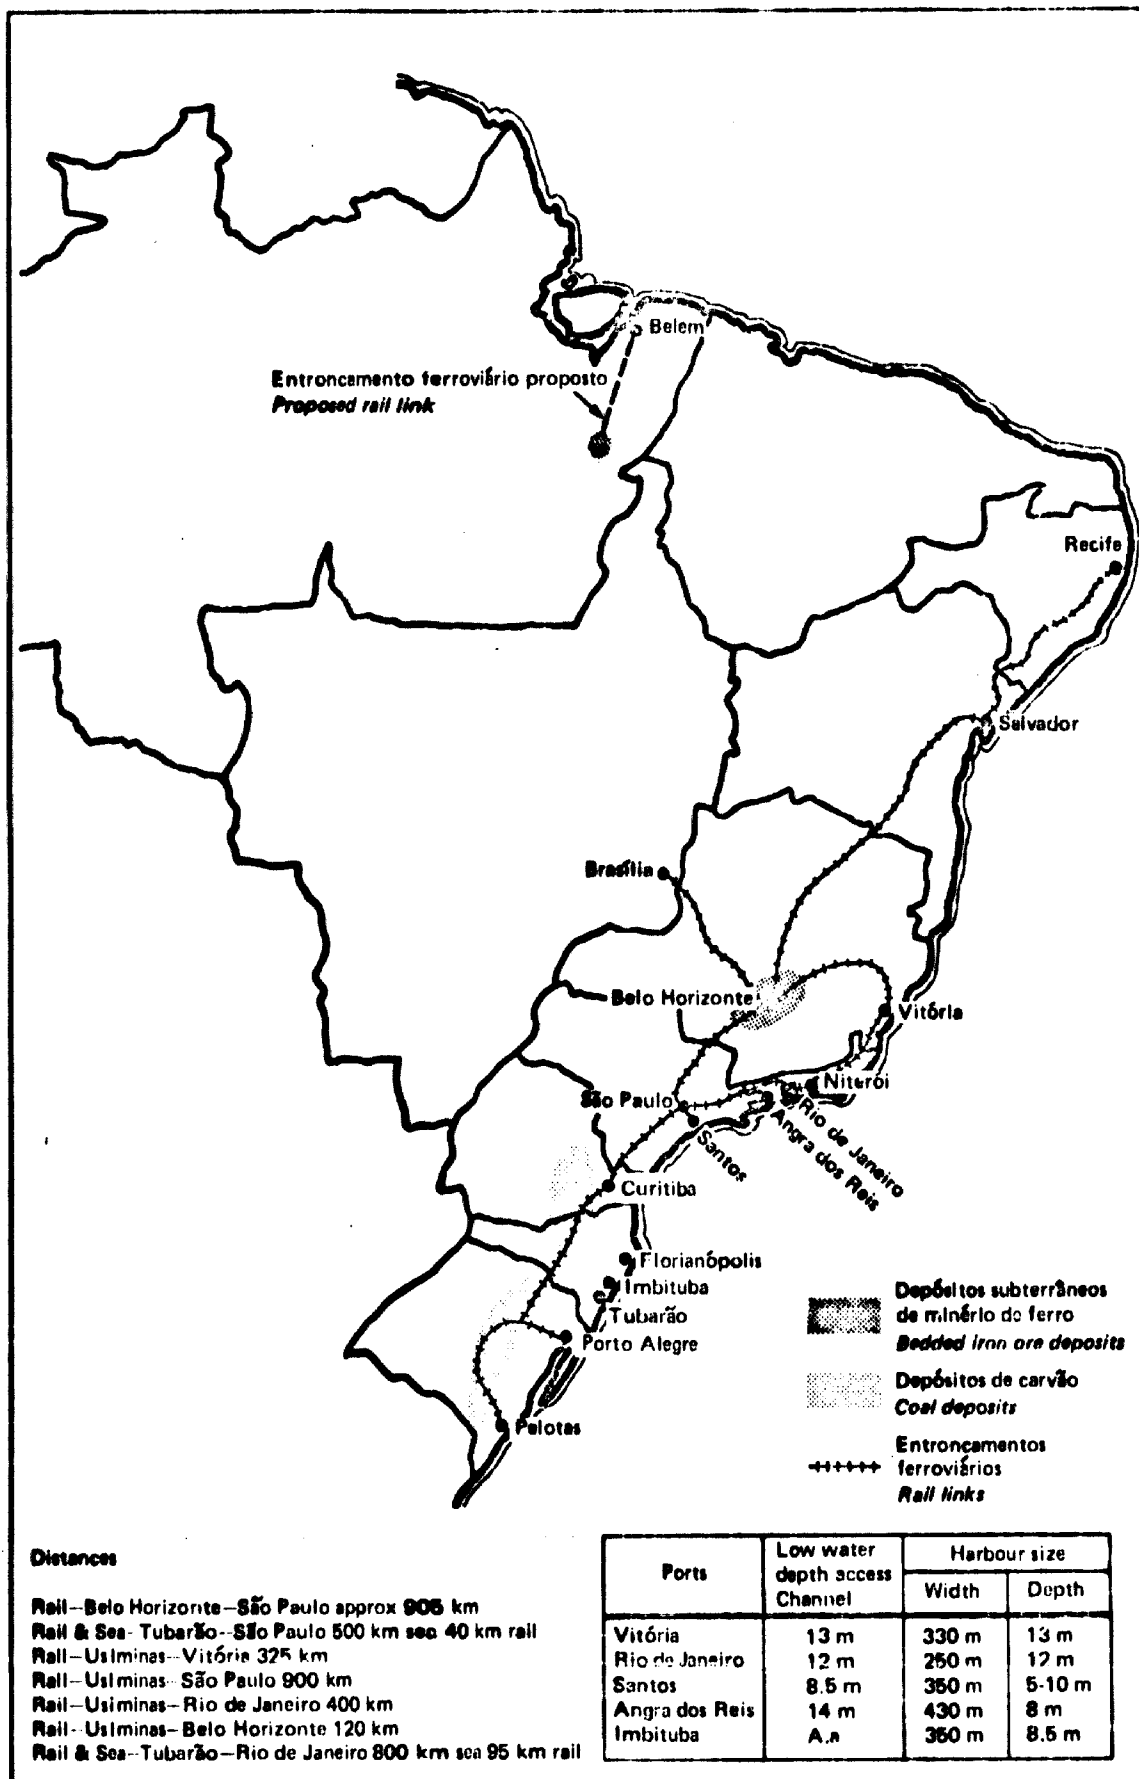 Belem
Entroncamento ferroviário proposto
Proposed rail link
Recife
Salvador
Brasília
Belo Horizonte
Vitória
Niterói
São Paulo
Rio de Janeiro
Angra dos Reis
Santos
Curitiba
Florianópolis
Imbituba
Tubarão
Porto Alegre
Pelotas
Depósitos subterrâneos
de minério de ferro
Bedded iron ore deposits
Depósitos de carvão
Coal deposits
Entroncamentos
ferroviários
Rail links
Distances
Rail—Belo Horizonte—São Paulo approx 905 km
Rail & Sea—Tubarão—São Paulo 500 km sea 40 km rail
Rail—Usiminas—Vitória 325 km
Rail—Usiminas—São Paulo 900 km
Rail—Usiminas—Rio de Janeiro 400 km
Rail—Usiminas—Belo Horizonte 120 km
Rail & Sea—Tubarão—Rio de Janeiro 800 km sea 95 km rail
Ports Low water depth access Channel Harbour size
Width Depth
Vitória 13 m 330 m 13 m
Rio de Janeiro 12 m 250 m 12 m
Santos 8.5 m 350 m 5-10 m
Angra dos Reis 14 m 430 m 8 m
Imbituba 350 m 8.5 m